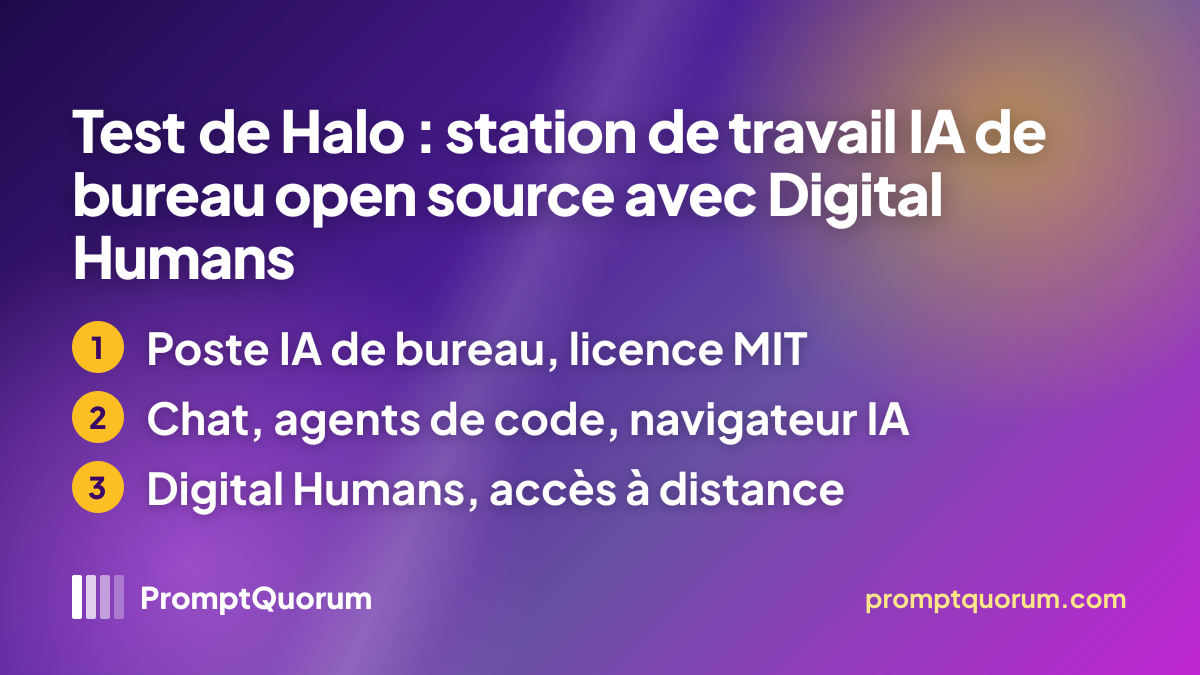 Test de Halo : station de travail IA de
bureau open source avec Digital
Humans
1 Poste IA de bureau, licence MIT
2 Chat, agents de code, navigateur IA
3 Digital Humans, accès à distance
PromptQuorum
promptquorum.com